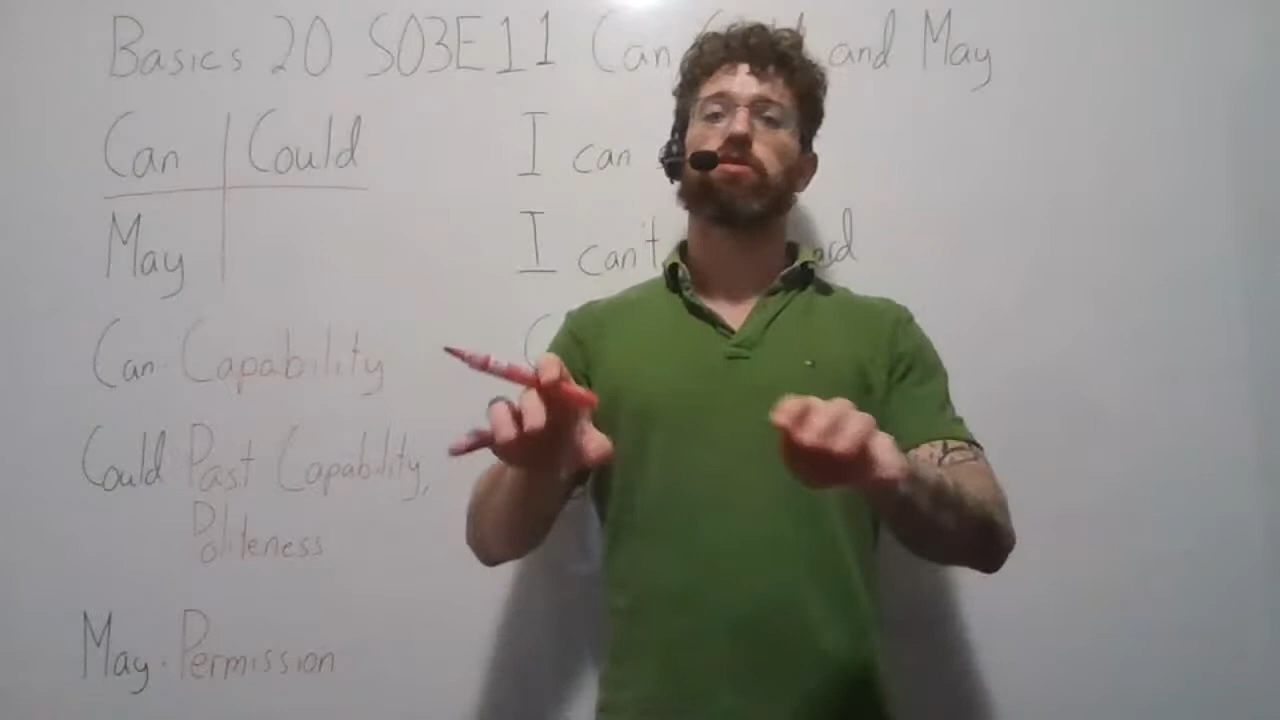 Basics 20 S03E11 Can and May
Can Could
May
I can
I can't
Can Capability
Could Past Capability,
Politeness
May. Permission